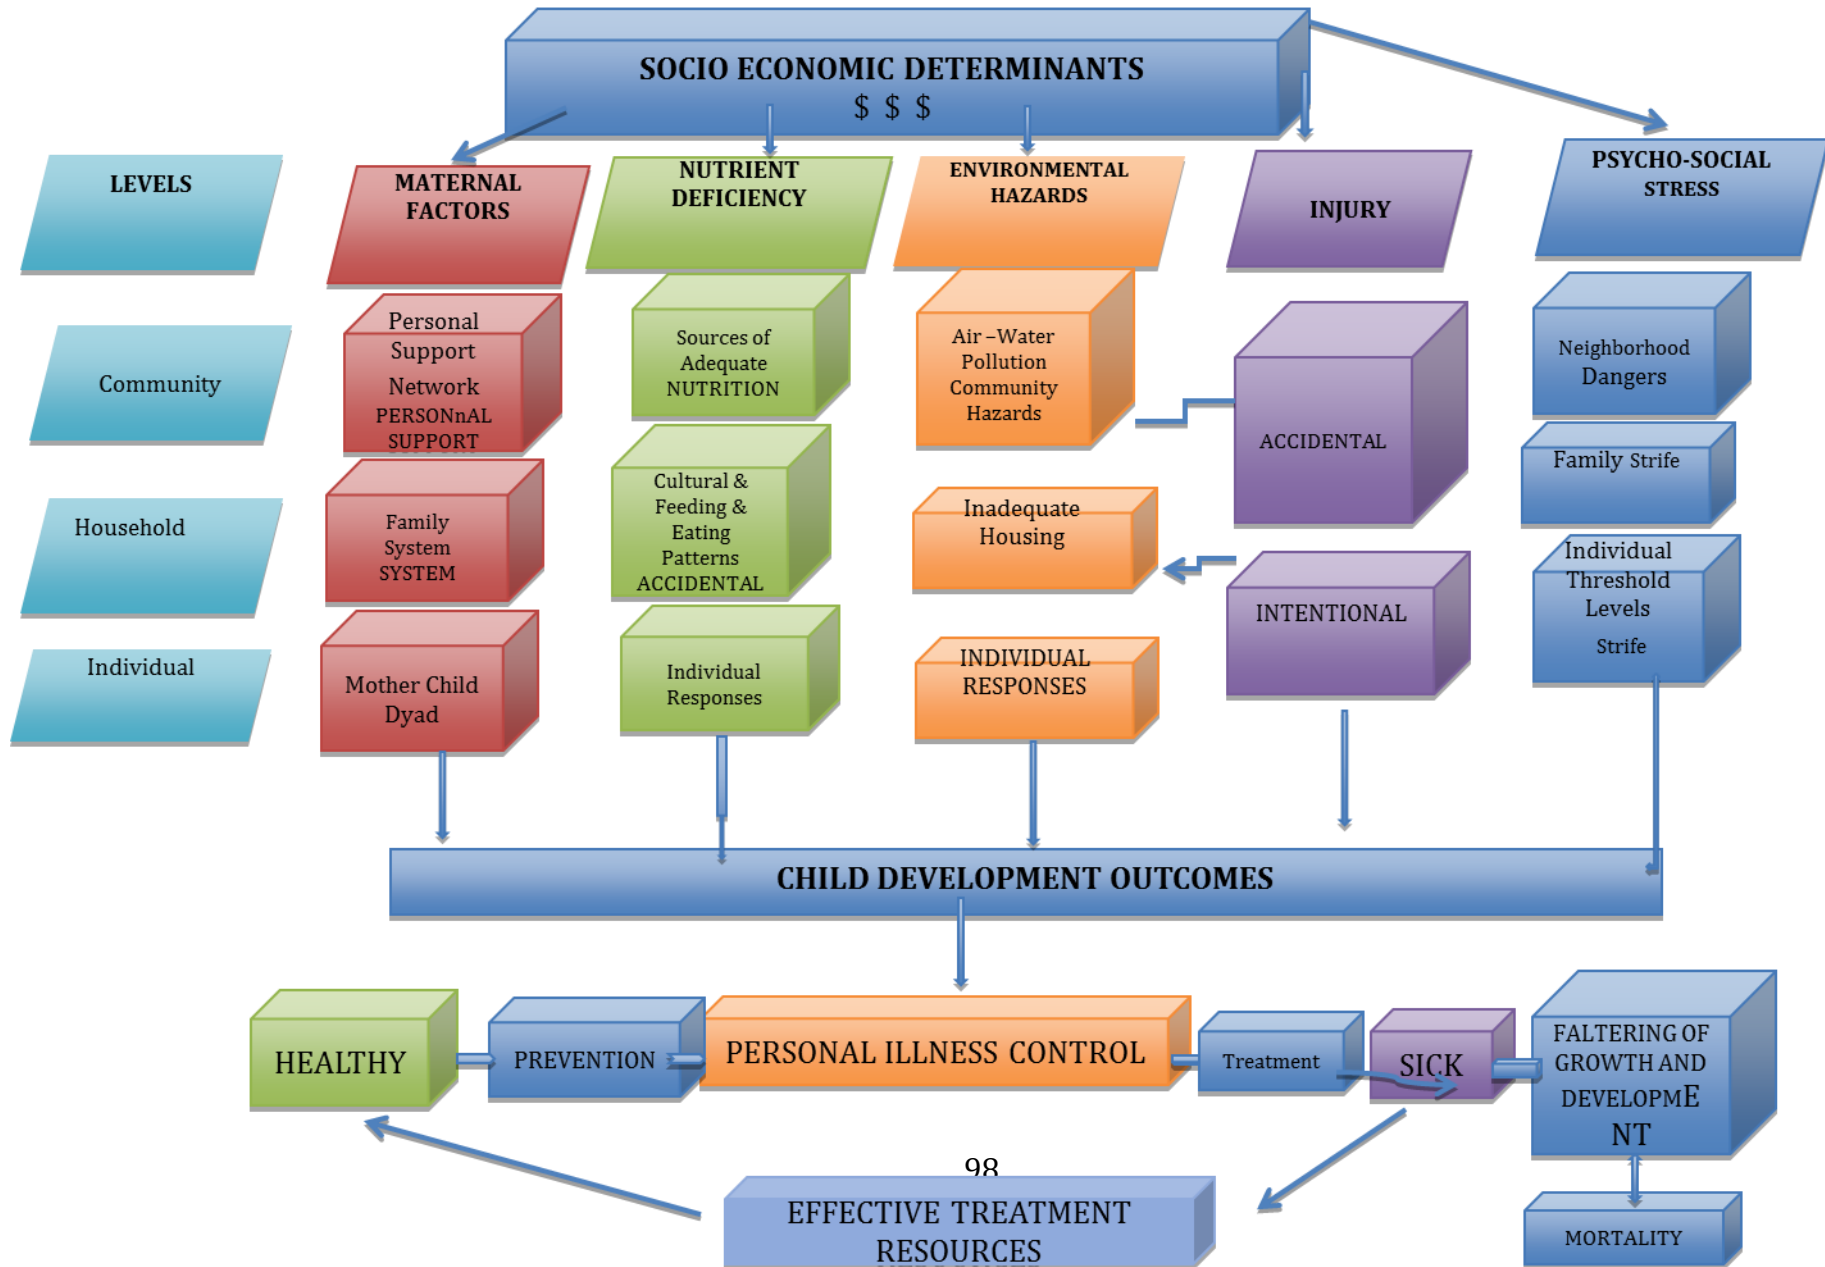 SOCIO ECONOMIC DETERMINANTS
$ $ $
LEVELS
MATERNAL
FACTORS
NUTRIENT
DEFICIENCY
ENVIRONMENTAL
HAZARDS
INJURY
PSYCHO-SOCIAL
STRESS
Community
Personal
Support
Network
PERSONnAL
SUPPORT
Sources of
Adequate
NUTRITION
Air –Water
Pollution
Community
Hazards
ACCIDENTAL
Neighborhood
Dangers
Household
Family
System
SYSTEM
Cultural &
Feeding &
Eating
Patterns
ACCIDENTAL
Inadequate
Housing
INTENTIONAL
Family Strife
Individual
Mother Child
Dyad
Individual
Responses
INDIVIDUAL
RESPONSES
Individual
Threshold
Levels
Strife
CHILD DEVELOPMENT OUTCOMES
HEALTHY
PREVENTION
PERSONAL ILLNESS CONTROL
Treatment
SICK
FALTERING OF
GROWTH AND
DEVELOPME
NT
98
EFFECTIVE TREATMENT
RESOURCES
MORTALITY